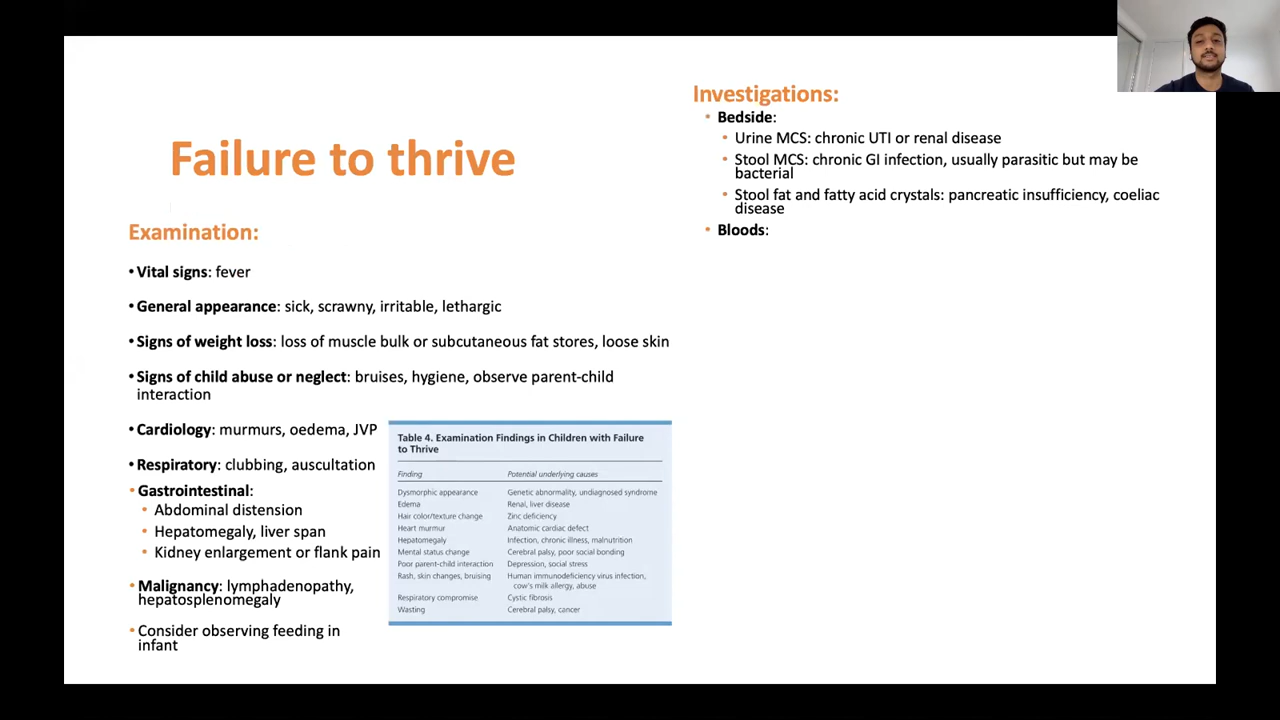 Failure to thrive
Examination:
• Vital signs: fever
• General appearance: sick, scrawny, irritable, lethargic
• Signs of weight loss: loss of muscle bulk or subcutaneous fat stores, loose skin
• Signs of child abuse or neglect: bruises, hygiene, observe parent-child
interaction
• Cardiology: murmurs, oedema, JVP
• Respiratory: clubbing, auscultation
• Gastrointestinal:
• Abdominal distension
• Hepatomegaly, liver span
• Kidney enlargement or flank pain
• Malignancy: lymphadenopathy,
hepatosplenomegaly
• Consider observing feeding in
infant
Table 4. Examination Findings in Children with Failure
to Thrive
Finding Potential underlying causes
Dysmorphic appearance Genetic abnormality, undiagnosed syndrome
Edema Renal, liver disease
Hair color/texture change Zinc deficiency
Heart murmur Anatomic cardiac defect
Hepatomegaly Infection, chronic illness, malnutrition
Mental status change Cerebral palsy, poor social bonding
Poor parent-child interaction Depression, social stress
Rash, skin changes, bruising Human immunodeficiency virus infection,
cow's milk allergy, abuse
Respiratory compromise Cystic fibrosis
Wasting Cerebral palsy, cancer
Investigations:
• Bedside:
• Urine MCS: chronic UTI or renal disease
• Stool MCS: chronic GI infection, usually parasitic but may be
bacterial
• Stool fat and fatty acid crystals: pancreatic insufficiency, coeliac
disease
• Bloods: